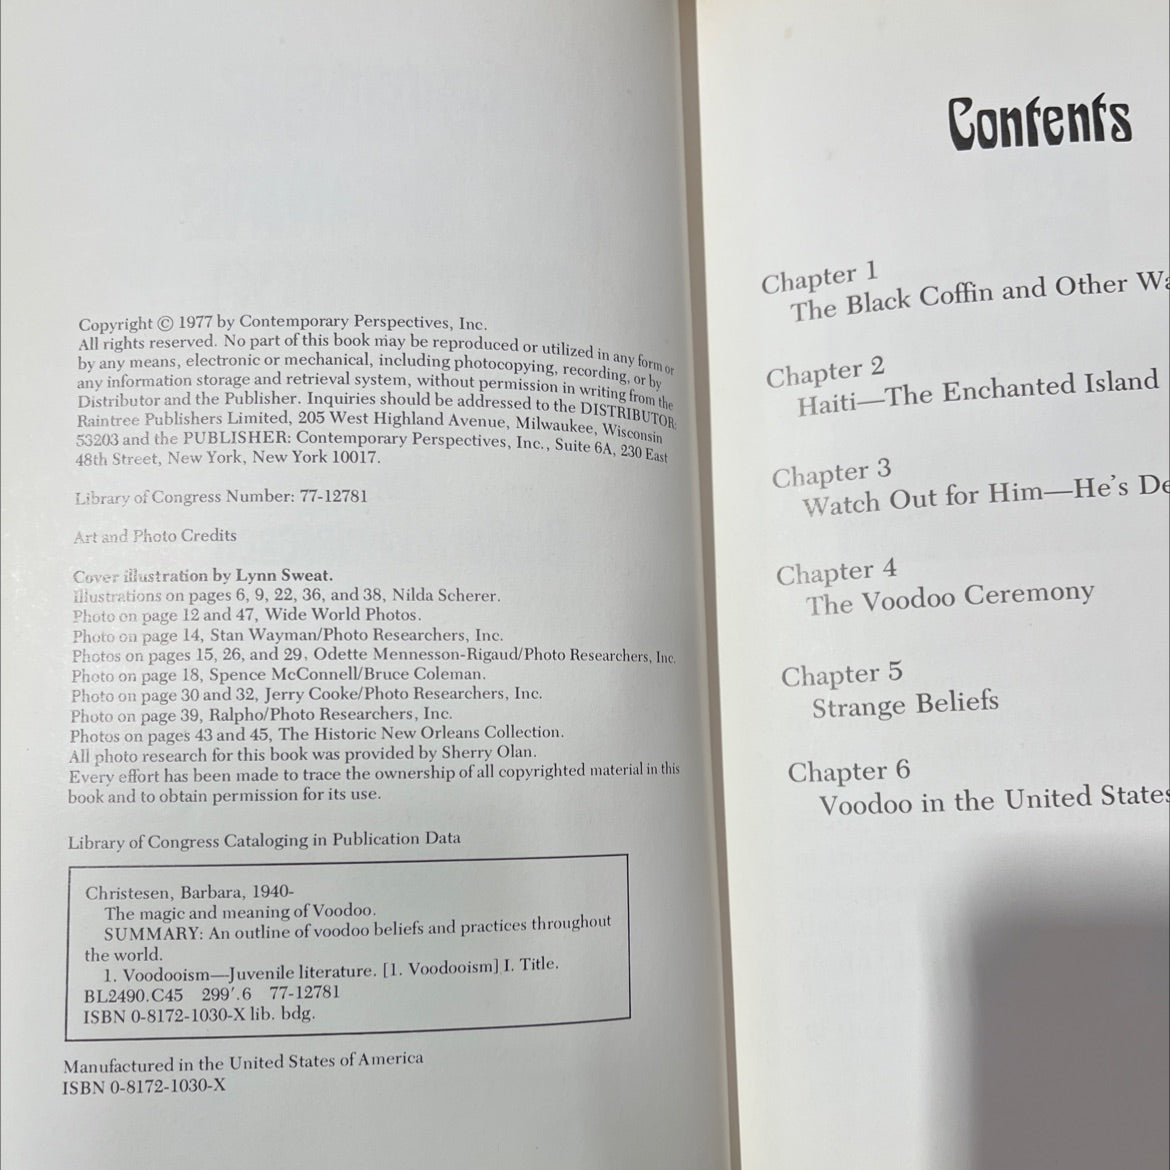 Copyright © 1977 by Contemporary Perspectives, Inc.
All rights reserved. No part of this book may be reproduced or utilized in any form or
by any means, electronic or mechanical, including photocopying, recording, or by
any information storage and retrieval system, without permission in writing from the
Distributor and the Publisher. Inquiries should be addressed to the DISTRIBUTOR:
Raintree Publishers Limited, 205 West Highland Avenue, Milwaukee, Wisconsin
53203 and the PUBLISHER: Contemporary Perspectives, Inc., Suite 6A, 230 East
48th Street, New York, New York 10017.
Library of Congress Number: 77-12781
Art and Photo Credits
Cover illustration by Lynn Sweat.
Illustrations on pages 6, 9, 22, 36, and 38, Nilda Scherer.
Photo on page 12 and 47, Wide World Photos.
Photo on page 14, Stan Wayman/Photo Researchers, Inc.
Photos on pages 15, 26, and 29, Odette Mennesson-Rigaud/Photo Researchers, Inc.
Photo on page 18, Spence McConnell/Bruce Coleman.
Photo on page 30 and 32, Jerry Cooke/Photo Researchers, Inc.
Photo on page 39, Ralpho/Photo Researchers, Inc.
Photos on pages 43 and 45, The Historic New Orleans Collection.
All photo research for this book was provided by Sherry Olan.
Every effort has been made to trace the ownership of all copyrighted material in this
book and to obtain permission for its use.
Library of Congress Cataloging in Publication Data
Christesen, Barbara, 1940-
The magic and meaning of Voodoo.
SUMMARY: An outline of voodoo beliefs and practices throughout
the world.
1. Voodooism—Juvenile literature. [1. Voodooism] I. Title.
BL2490.C45 299'.6 77-12781
ISBN 0-8172-1030-X lib. bdg.
Manufactured in the United States of America
ISBN 0-8172-1030-X
Contents
Chapter 1
The Black Coffin and Other
Chapter 2
Haiti—The Enchanted Island
Chapter 3
Watch Out for Him—He's
Chapter 4
The Voodoo Ceremony
Chapter 5
Strange Beliefs
Chapter 6
Voodoo in the United States